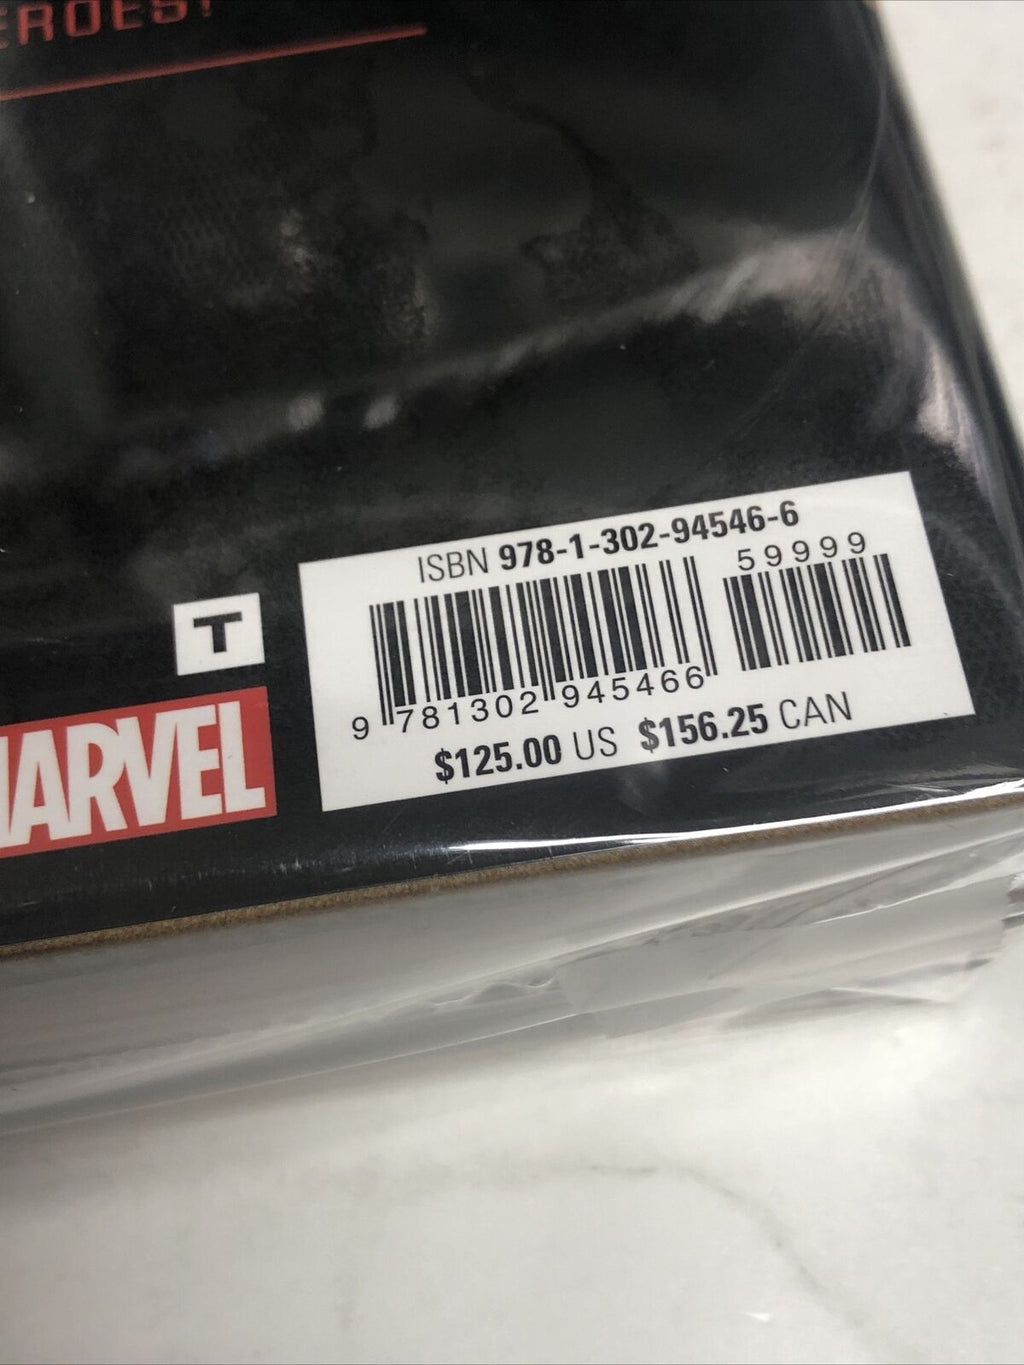 EROES!
ISBN 978-1-302-94546-6
59999
T
9 781302 945466
MARVEL
$125.00 US $156.25 CAN